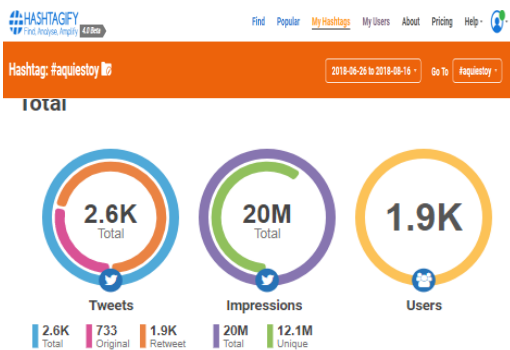 HASHTAGIFY
Find, Analyse, Amplify 4.0 Beta
Find Popular My Hashtags My Users About Pricing Help
Hashtag: #aquiestoy
2018-06-26 to 2018-08-16 Go To #aquiestoy
Total
2.6K
Total
20M
Total
1.9K
Tweets
Impressions
Users
2.6K 733 1.9K 20M 12.1M
Total Original Retweet Total Unique